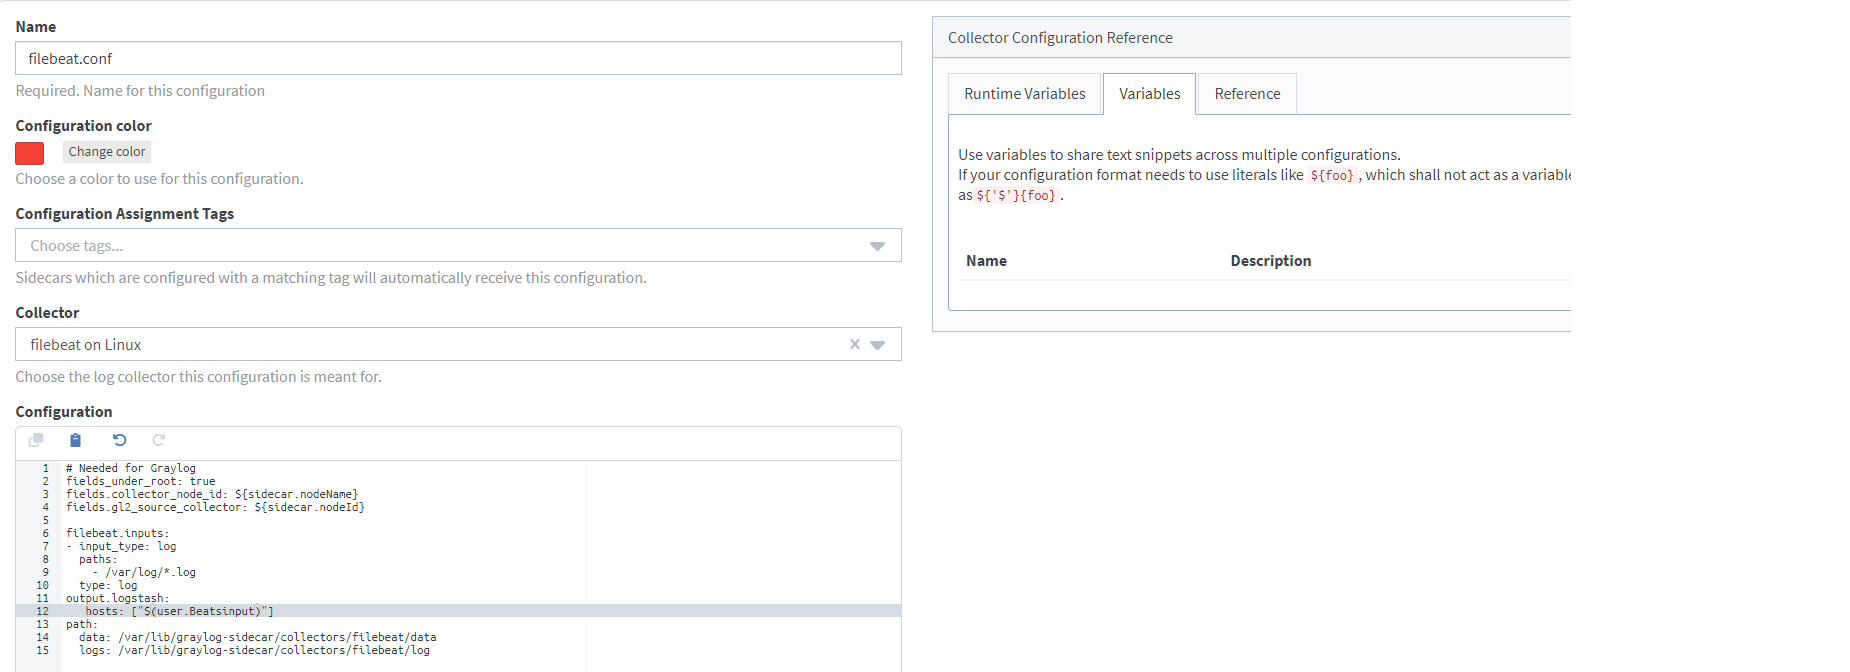 Name
filebeat.conf
Required. Name for this configuration
Configuration color
Change color
Choose a color to use for this configuration.
Configuration Assignment Tags
Choose tags...
Sidecars which are configured with a matching tag will automatically receive this configuration.
Collector
filebeat on Linux
Choose the log collector this configuration is meant for.
Configuration
1 # Needed for Graylog
2 fields_under_root: true
3 fields.collector_node_id: ${sidecar.nodeName}
4 fields.gl2_source_collector: ${sidecar.nodeId}
5
6 filebeat.inputs:
7 - input_type: log
8 paths:
9 - /var/log/*.log
10 type: log
11 output.logstash:
12 hosts: ["$(user.Beatsinput)"]
13 path:
14 data: /var/lib/graylog-sidecar/collectors/filebeat/data
15 logs: /var/lib/graylog-sidecar/collectors/filebeat/log
Collector Configuration Reference
Runtime Variables Variables Reference
Use variables to share text snippets across multiple configurations.
If your configuration format needs to use literals like ${foo} , which shall not act as a variable
as ${'$'}{foo} .
Name Description